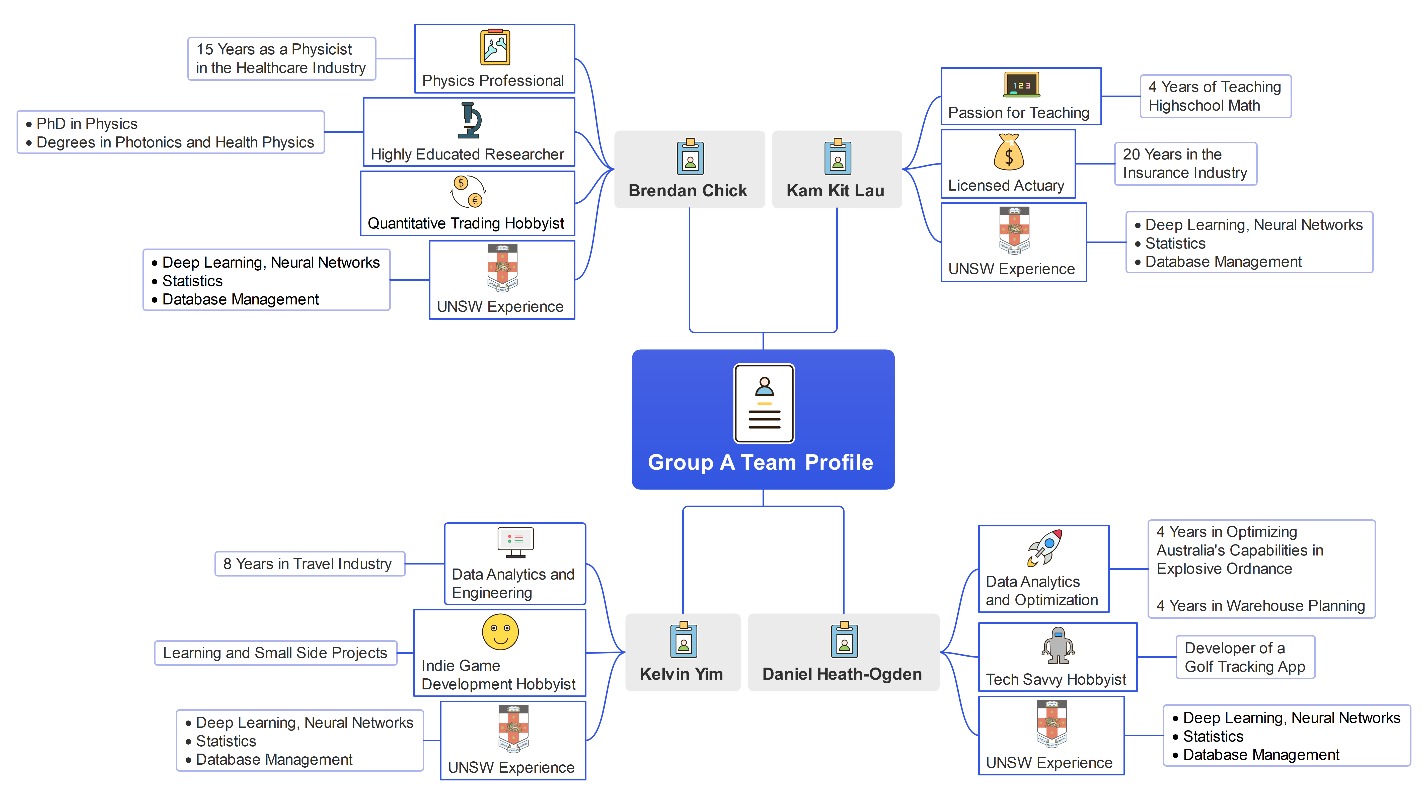 15 Years as a Physicist
in the Healthcare Industry
Physics Professional
• PhD in Physics
• Degrees in Photonics and Health Physics
Highly Educated Researcher
Quantitative Trading Hobbyist
• Deep Learning, Neural Networks
• Statistics
• Database Management
UNSW Experience
Brendan Chick
Kam Kit Lau
1 2 3
Passion for Teaching
4 Years of Teaching
Highschool Math
$
Licensed Actuary
20 Years in the
Insurance Industry
UNSW Experience
• Deep Learning, Neural Networks
• Statistics
• Database Management
Group A Team Profile
8 Years in Travel Industry
Data Analytics and
Engineering
Learning and Small Side Projects
Indie Game
Development Hobbyist
• Deep Learning, Neural Networks
• Statistics
• Database Management
UNSW Experience
Kelvin Yim
Daniel Heath-Ogden
Data Analytics
and Optimization
4 Years in Optimizing
Australia's Capabilities in
Explosive Ordnance
4 Years in Warehouse Planning
Tech Savvy Hobbyist
Developer of a
Golf Tracking App
UNSW Experience
• Deep Learning, Neural Networks
• Statistics
• Database Management